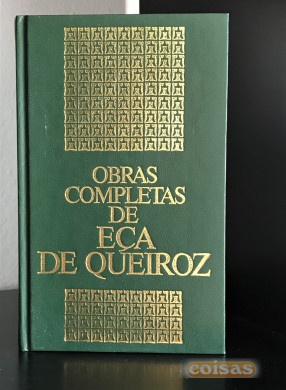 OBRAS
COMPLETAS
DE
EÇA
DE QUEIROZ
coisas